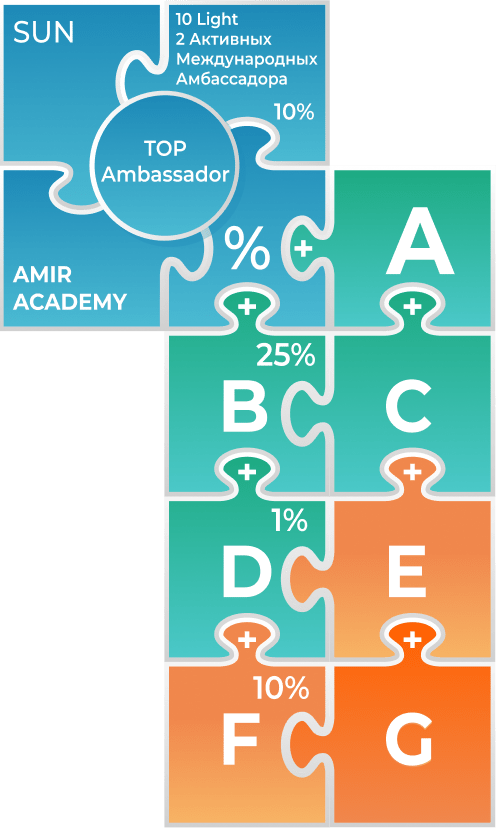 SUN
10 Light
2 Активных
Международных
Амбассадора
10%
TOP
Ambassador
AMIR
ACADEMY
%
+
A
+
+
25%
B
C
+
+
1%
D
E
+
+
10%
F
G